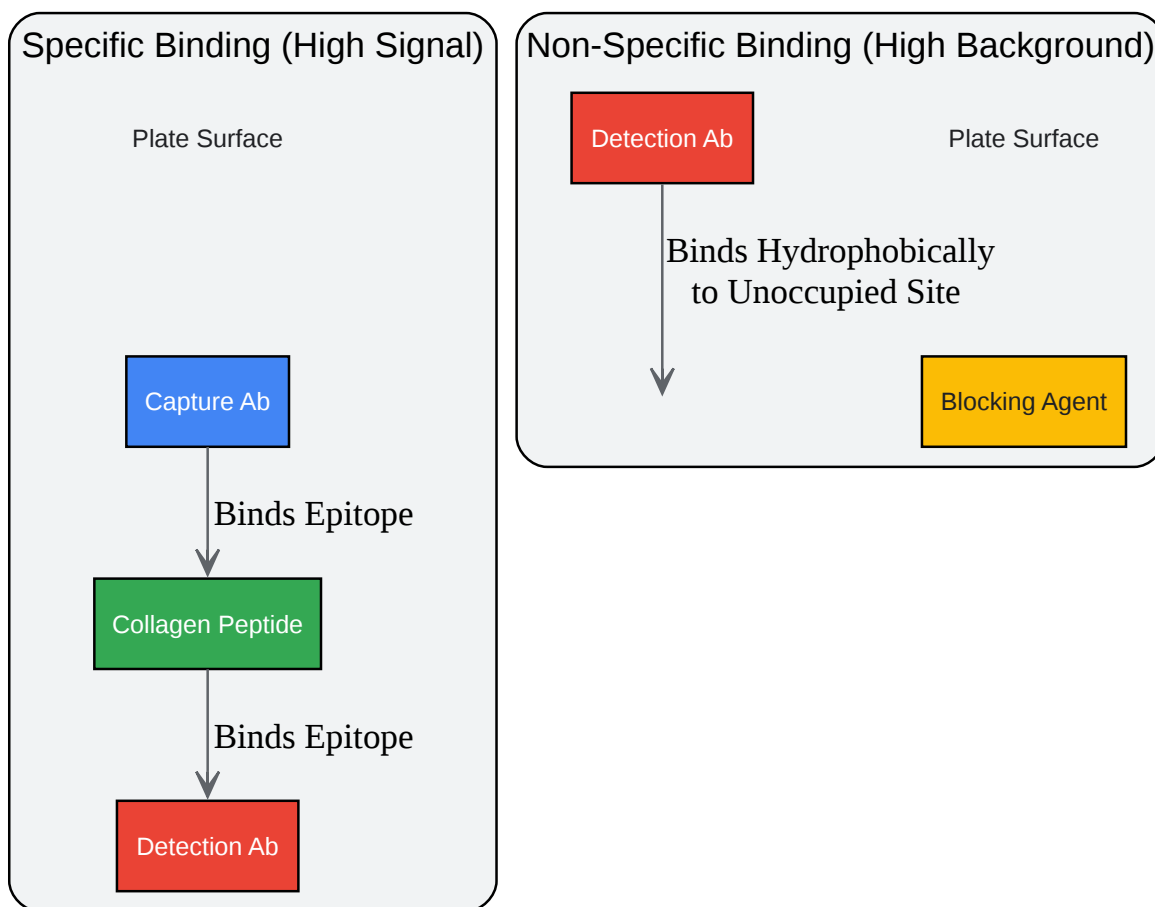 Specific Binding (High Signal)
Plate Surface
Capture Ab
Binds Epitope
Collagen Peptide
Binds Epitope
Detection Ab
Non-Specific Binding (High Background)
Detection Ab
Plate Surface
Binds Hydrophobically
to Unoccupied Site
Blocking Agent